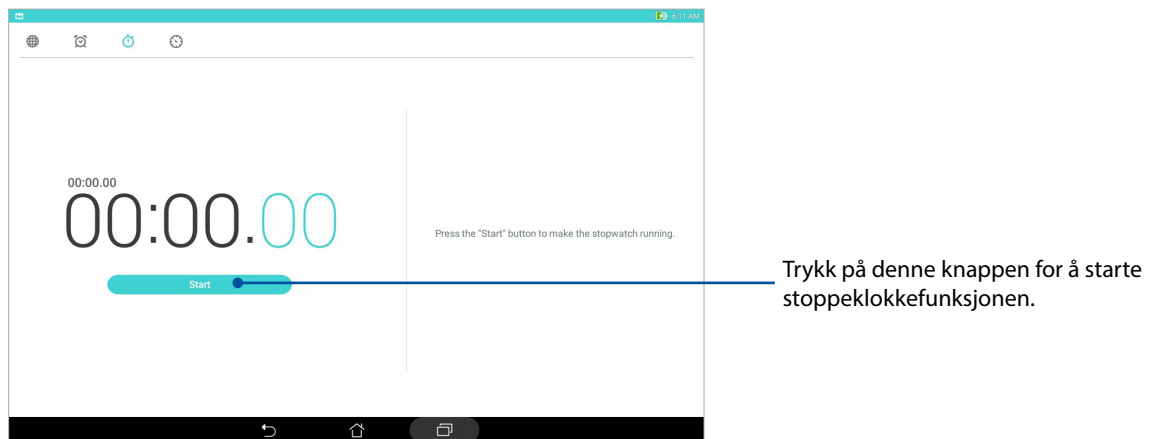 6:11 AM
00:00.00
00:00.00
Start
Press the "Start" button to make the stopwatch running.
Trykk på denne knappen for å starte
stoppeklokkefunksjonen.